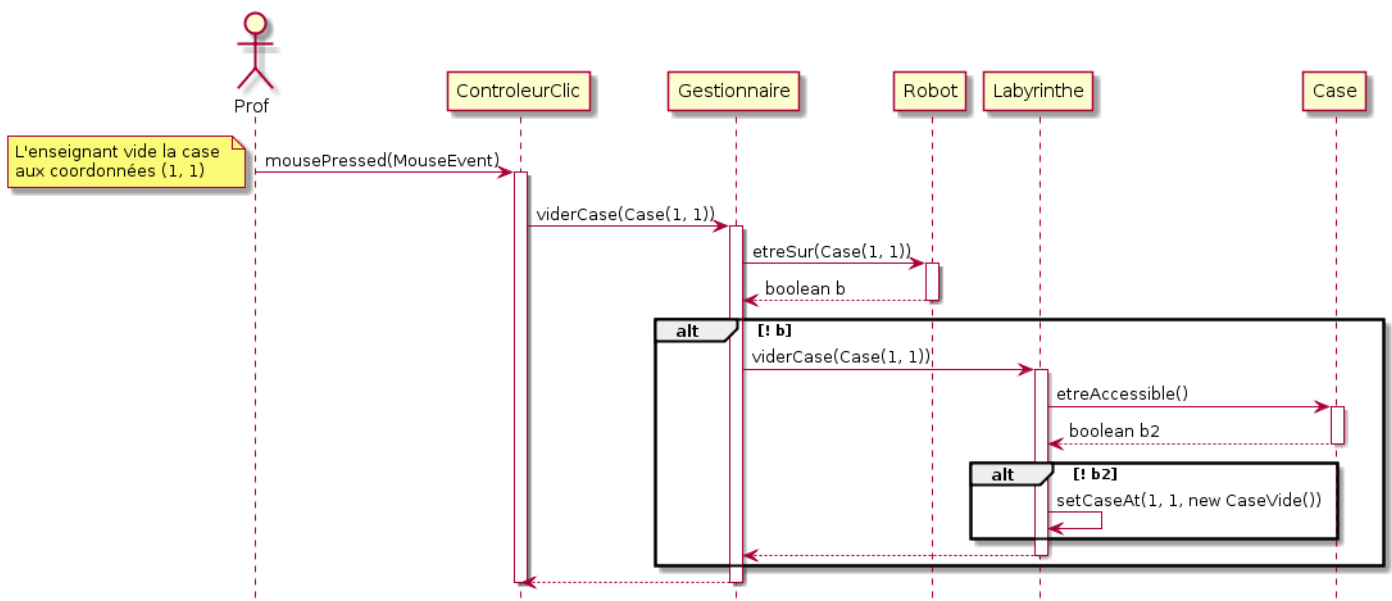 Prof
ControleurClic
Gestionnaire
Robot
Labyrinthe
Case
L'enseignant vide la case
aux coordonnées (1, 1)
mousePressed(MouseEvent)
viderCase(Case(1, 1))
etreSur(Case(1, 1))
boolean b
alt
[! b]
viderCase(Case(1, 1))
etreAccessible()
boolean b2
alt
[! b2]
setCaseAt(1, 1, new CaseVide())